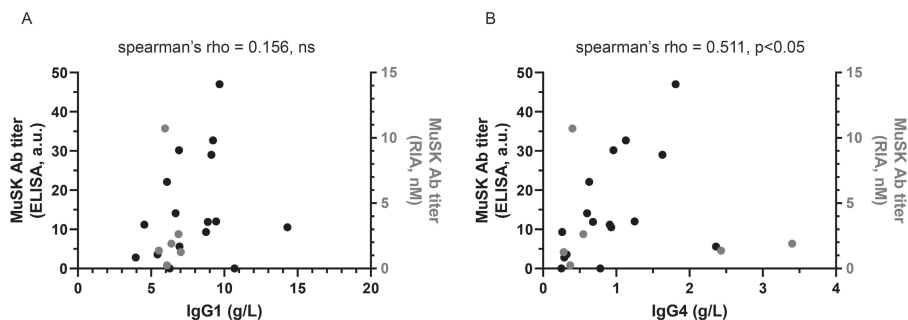 A
spearman's rho = 0.156, ns
MuSK Ab titer
(ELISA, a.u.)
50
40
30
20
10
0
15
10
5
0
MuSK Ab titer
(RIA, nM)
0 5 10 15 20
IgG1 (g/L)
B
spearman's rho = 0.511, p<0.05
MuSK Ab titer
(ELISA, a.u.)
50
40
30
20
10
0
15
10
5
0
MuSK Ab titer
(RIA, nM)
0 1 2 3 4
IgG4 (g/L)